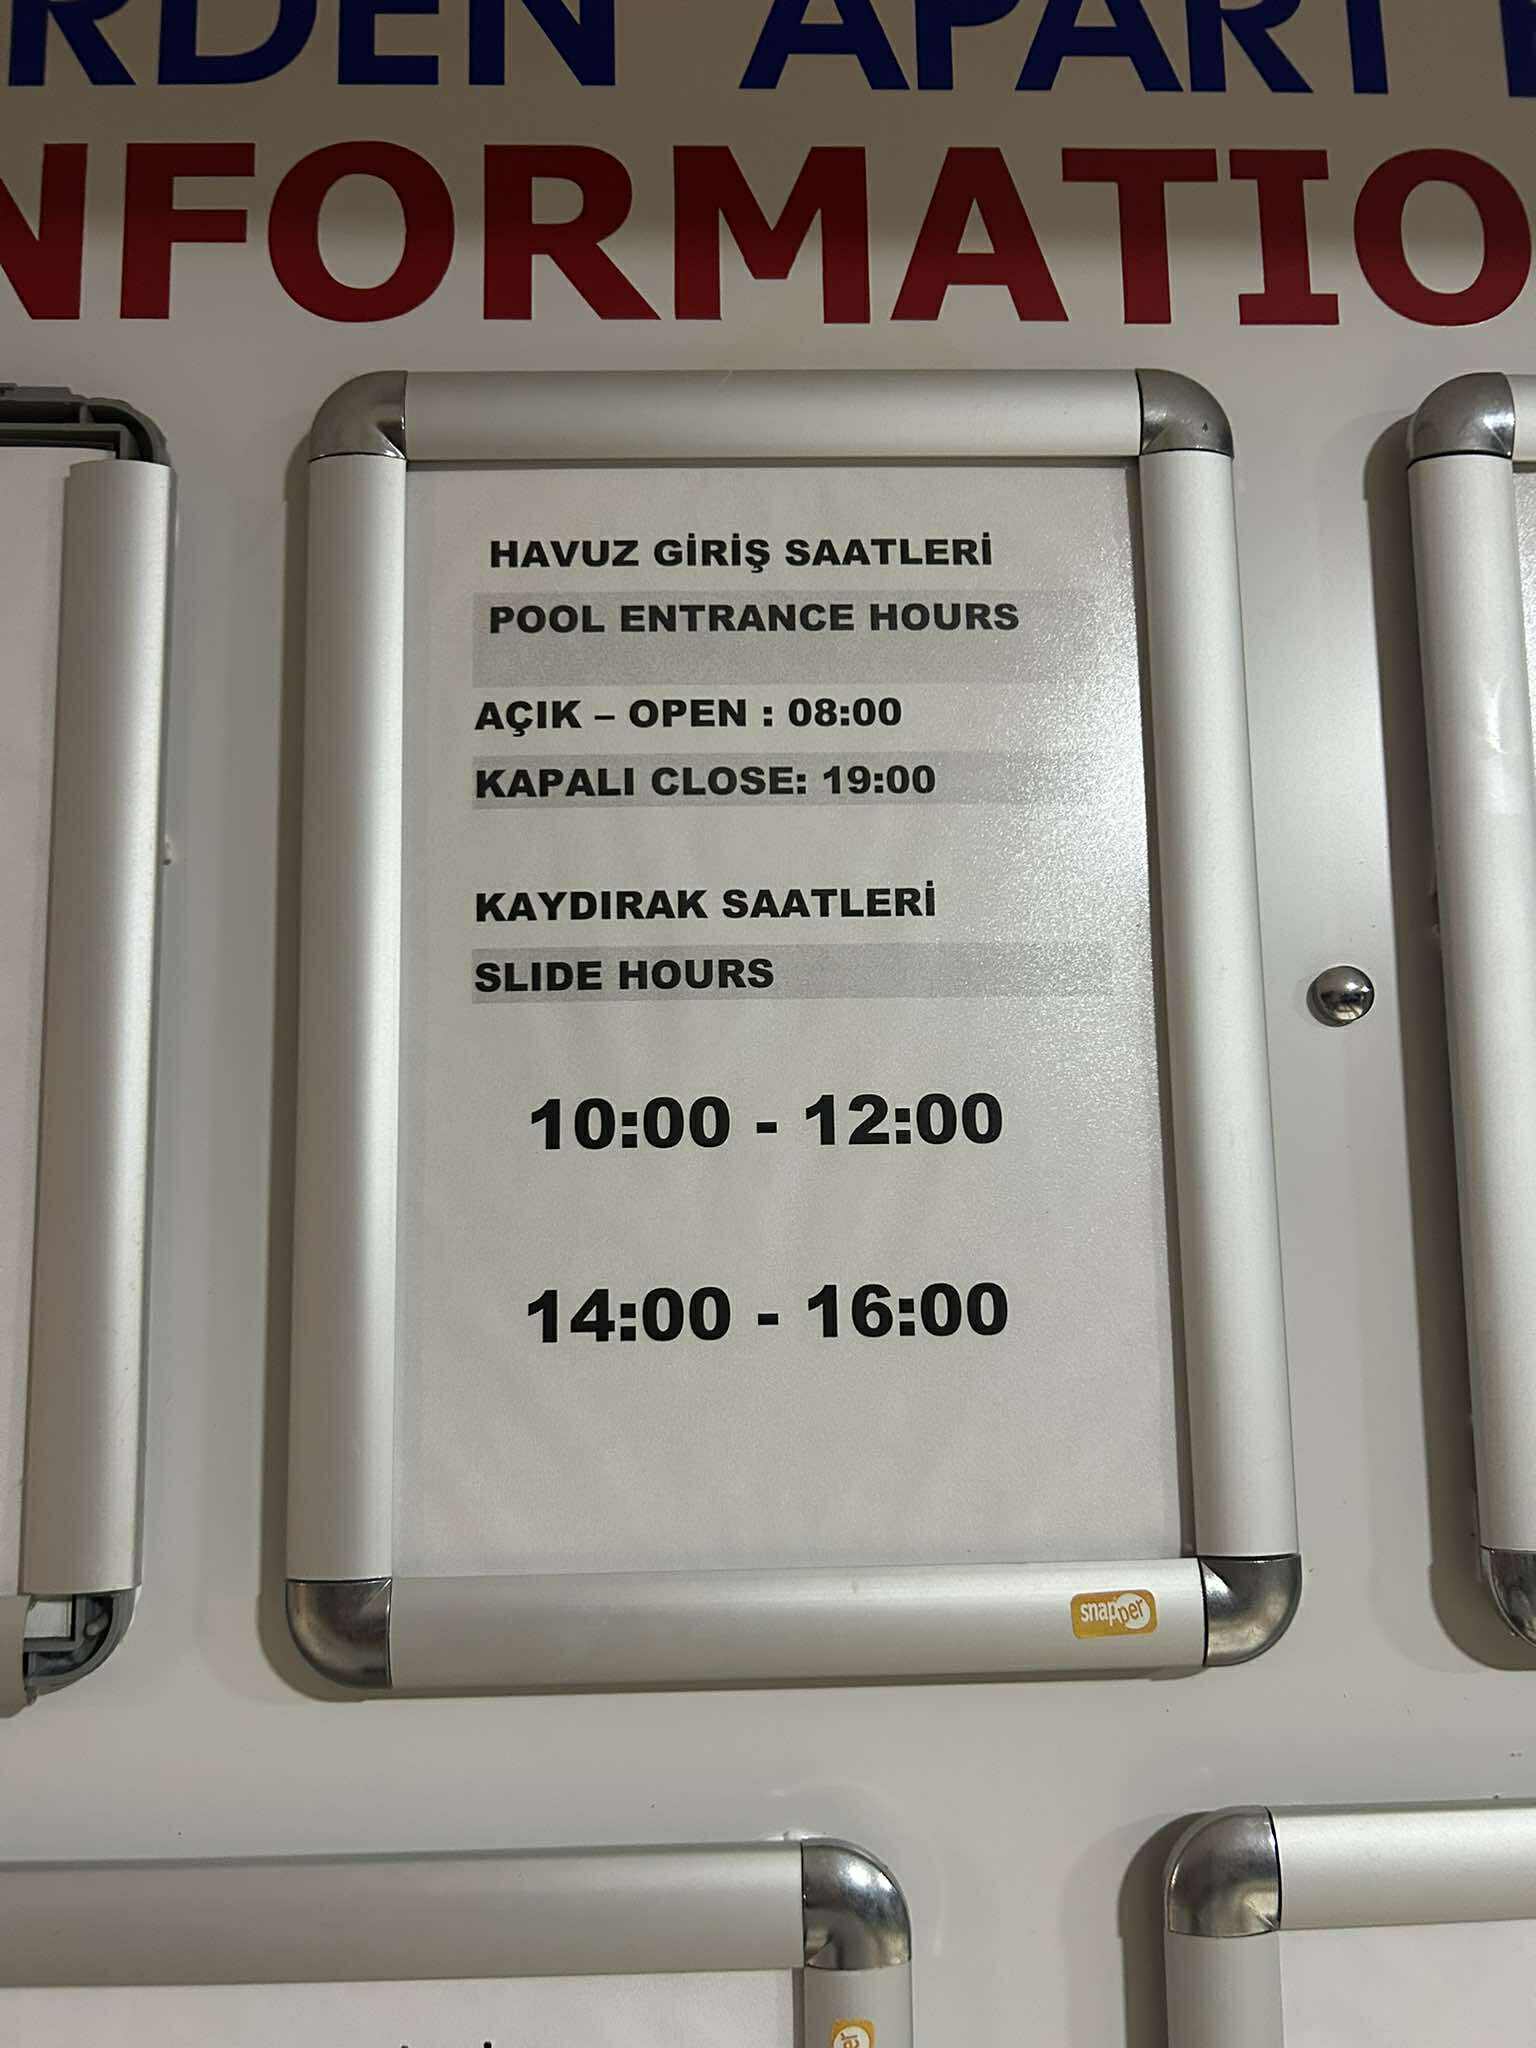 RDEN APART
NFORMATIO
HAVUZ GİRİŞ SAATLERİ
POOL ENTRANCE HOURS
AÇIK – OPEN : 08:00
KAPALI CLOSE: 19:00
KAYDIRAK SAATLERİ
SLIDE HOURS
10:00 - 12:00
14:00 - 16:00
snapper